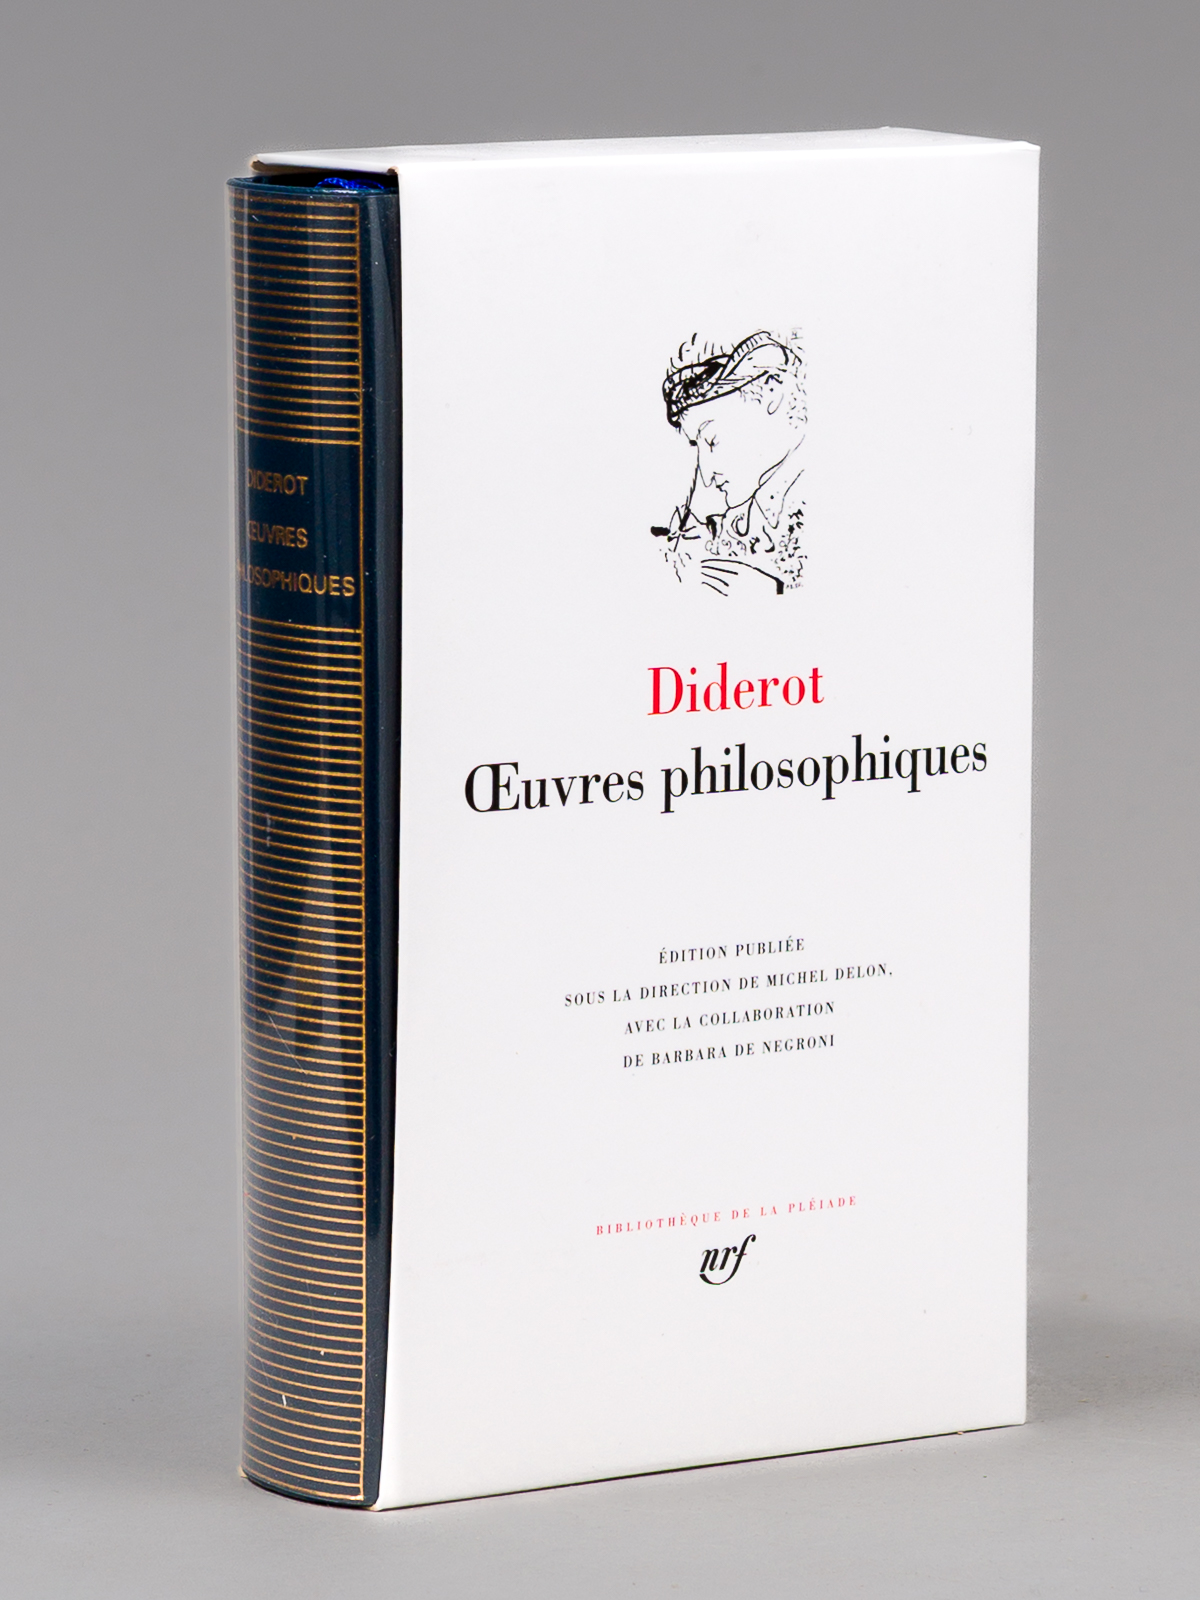 DIDEROT
ŒUVRES
PHILOSOPHIQUES
Diderot
Œuvres philosophiques
ÉDITION PUBLIÉE
SOUS LA DIRECTION DE MICHEL DELON,
AVEC LA COLLABORATION
DE BARBARA DE NEGRONI
BIBLIOTHÈQUE DE LA PLÉIADE
nrf